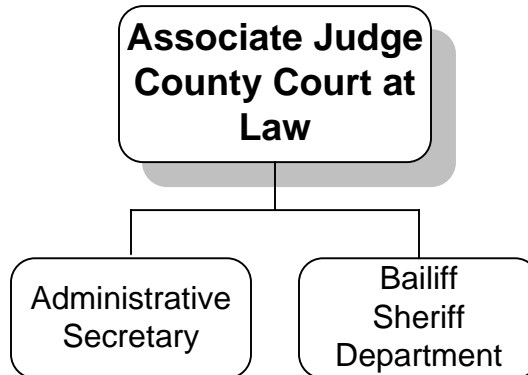 Associate Judge
County Court at
Law
Administrative
Secretary
Bailiff
Sheriff
Department